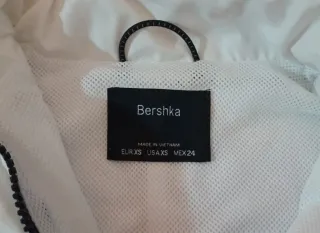 Bershka
MADE IN VIETNAM
EUR XS USA XS MEX 24